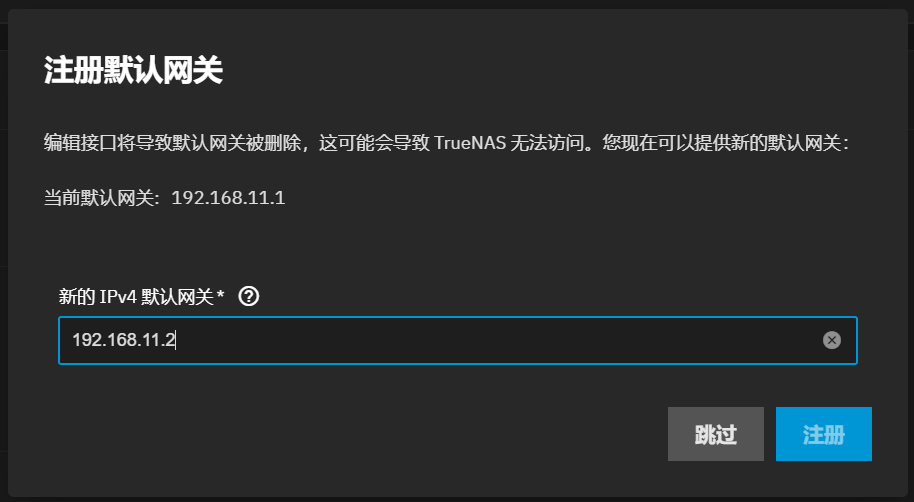 注册默认网关
编辑接口将导致默认网关被删除，这可能会导致 TrueNAS 无法访问。您现在可以提供新的默认网关：
当前默认网关：192.168.11.1
新的 IPv4 默认网关 *
192.168.11.2
跳过
注册